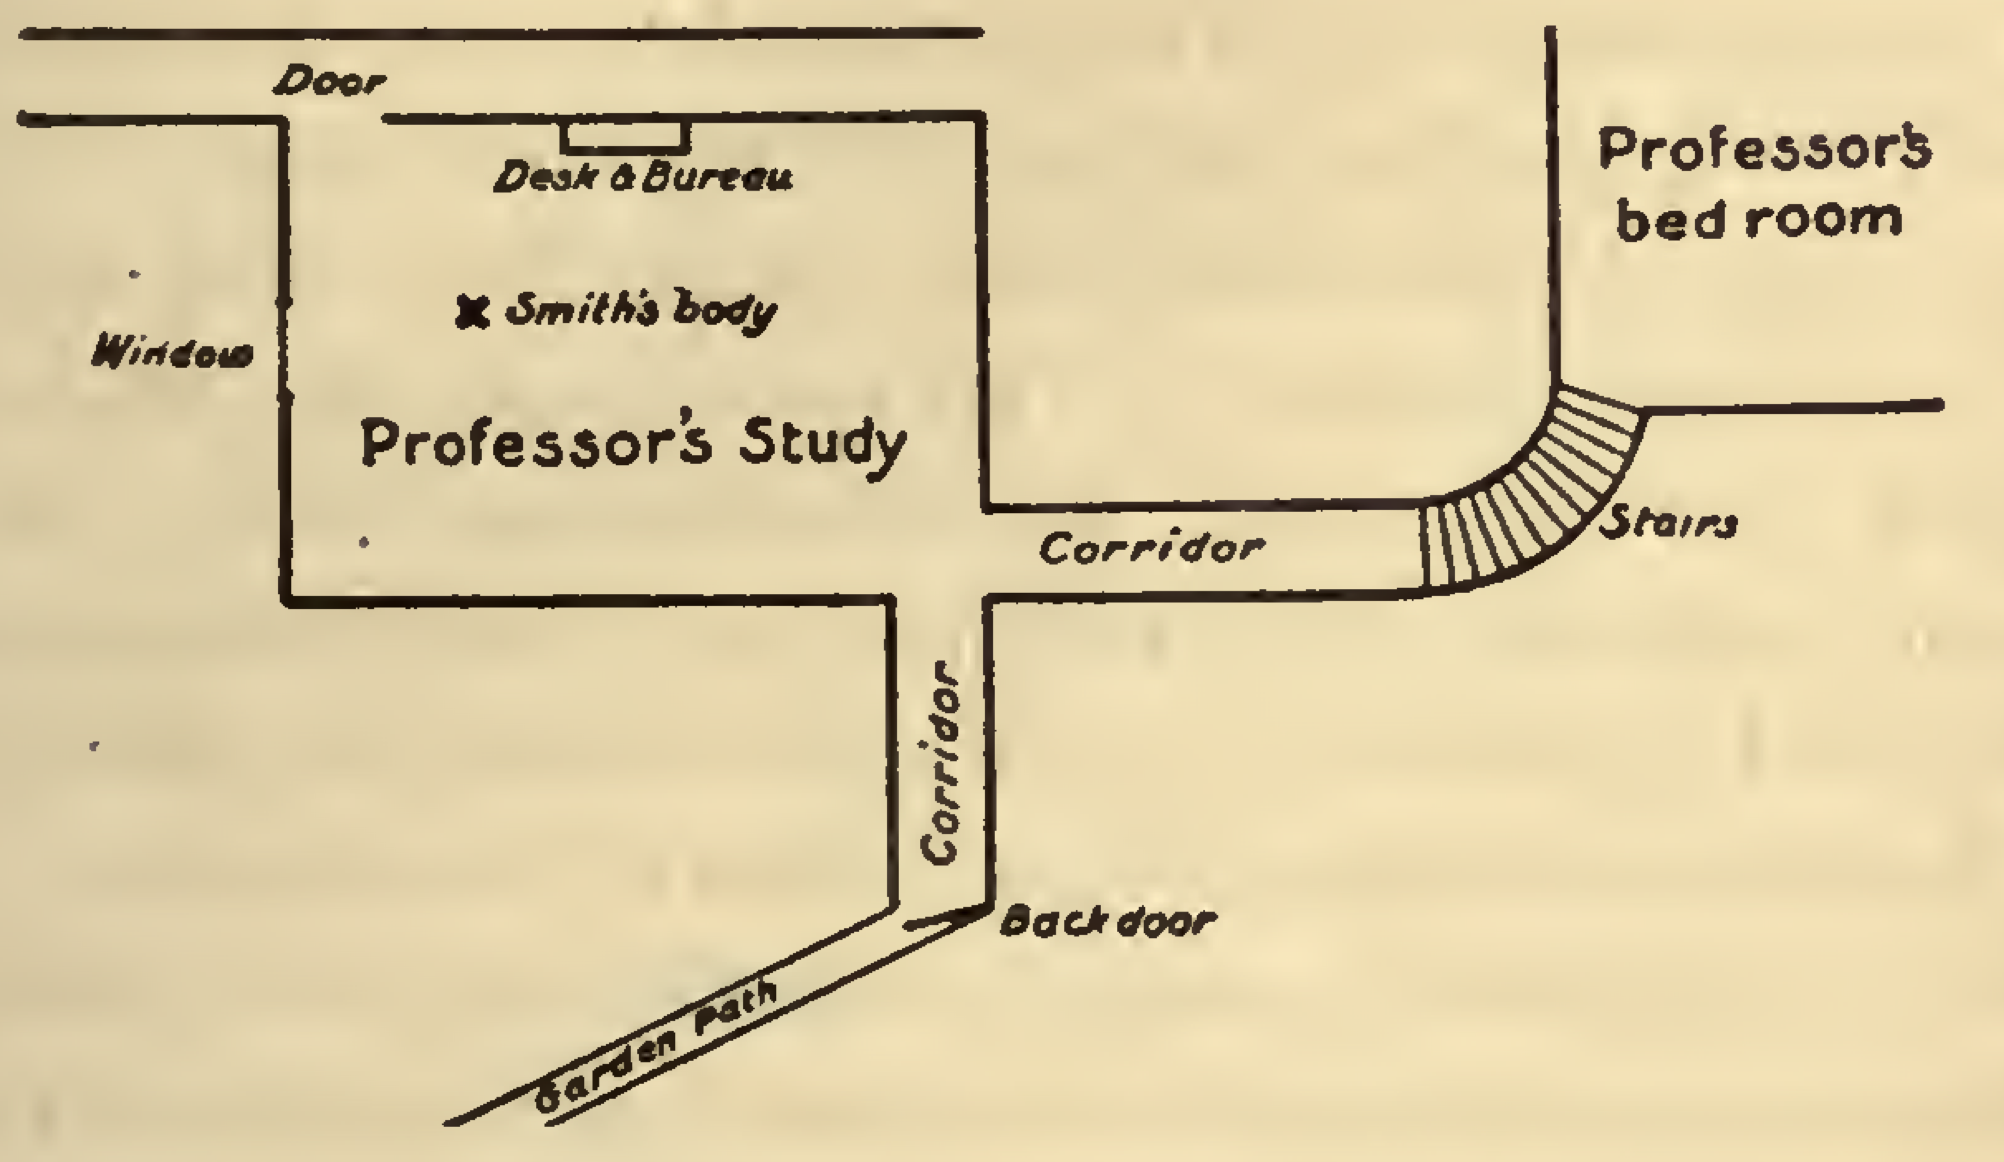 Door
Desk & Bureau
Professor's
bed room
Smith's body
Window
Professor's Study
Corridor
Stairs
Corridor
Back door
Garden Path